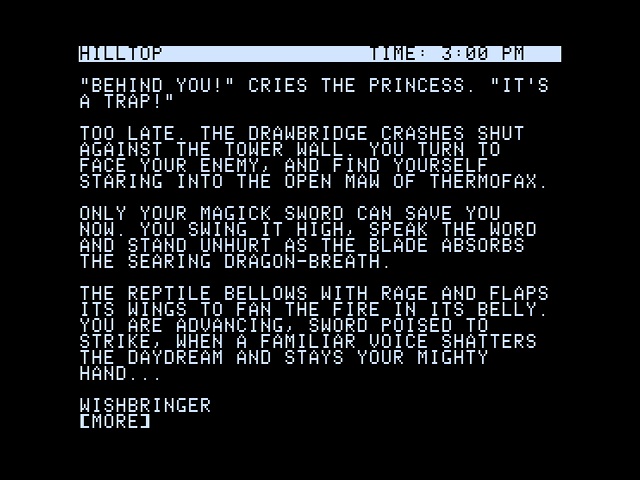 HILLTOP TIME: 3:00 PM
"BEHIND YOU!" CRIES THE PRINCESS. "IT'S
A TRAP!"
TOO LATE. THE DRAWBRIDGE CRASHES SHUT
AGAINST THE TOWER WALL. YOU TURN TO
FACE YOUR ENEMY, AND FIND YOURSELF
STARING INTO THE OPEN MAW OF THERMOFAX.
ONLY YOUR MAGICK SWORD CAN SAVE YOU
NOW. YOU SWING IT HIGH, SPEAK THE WORD
AND STAND UNHURT AS THE BLADE ABSORBS
THE SEARING DRAGON-BREATH.
THE REPTILE BELLOWS WITH RAGE AND FLAPS
ITS WINGS TO FAN THE FIRE IN ITS BELLY.
YOU ARE ADVANCING, SWORD POISED TO
STRIKE, WHEN A FAMILIAR VOICE SHATTERS
THE DAYDREAM AND STAYS YOUR MIGHTY
HAND...
WISHBRINGER
[MORE]